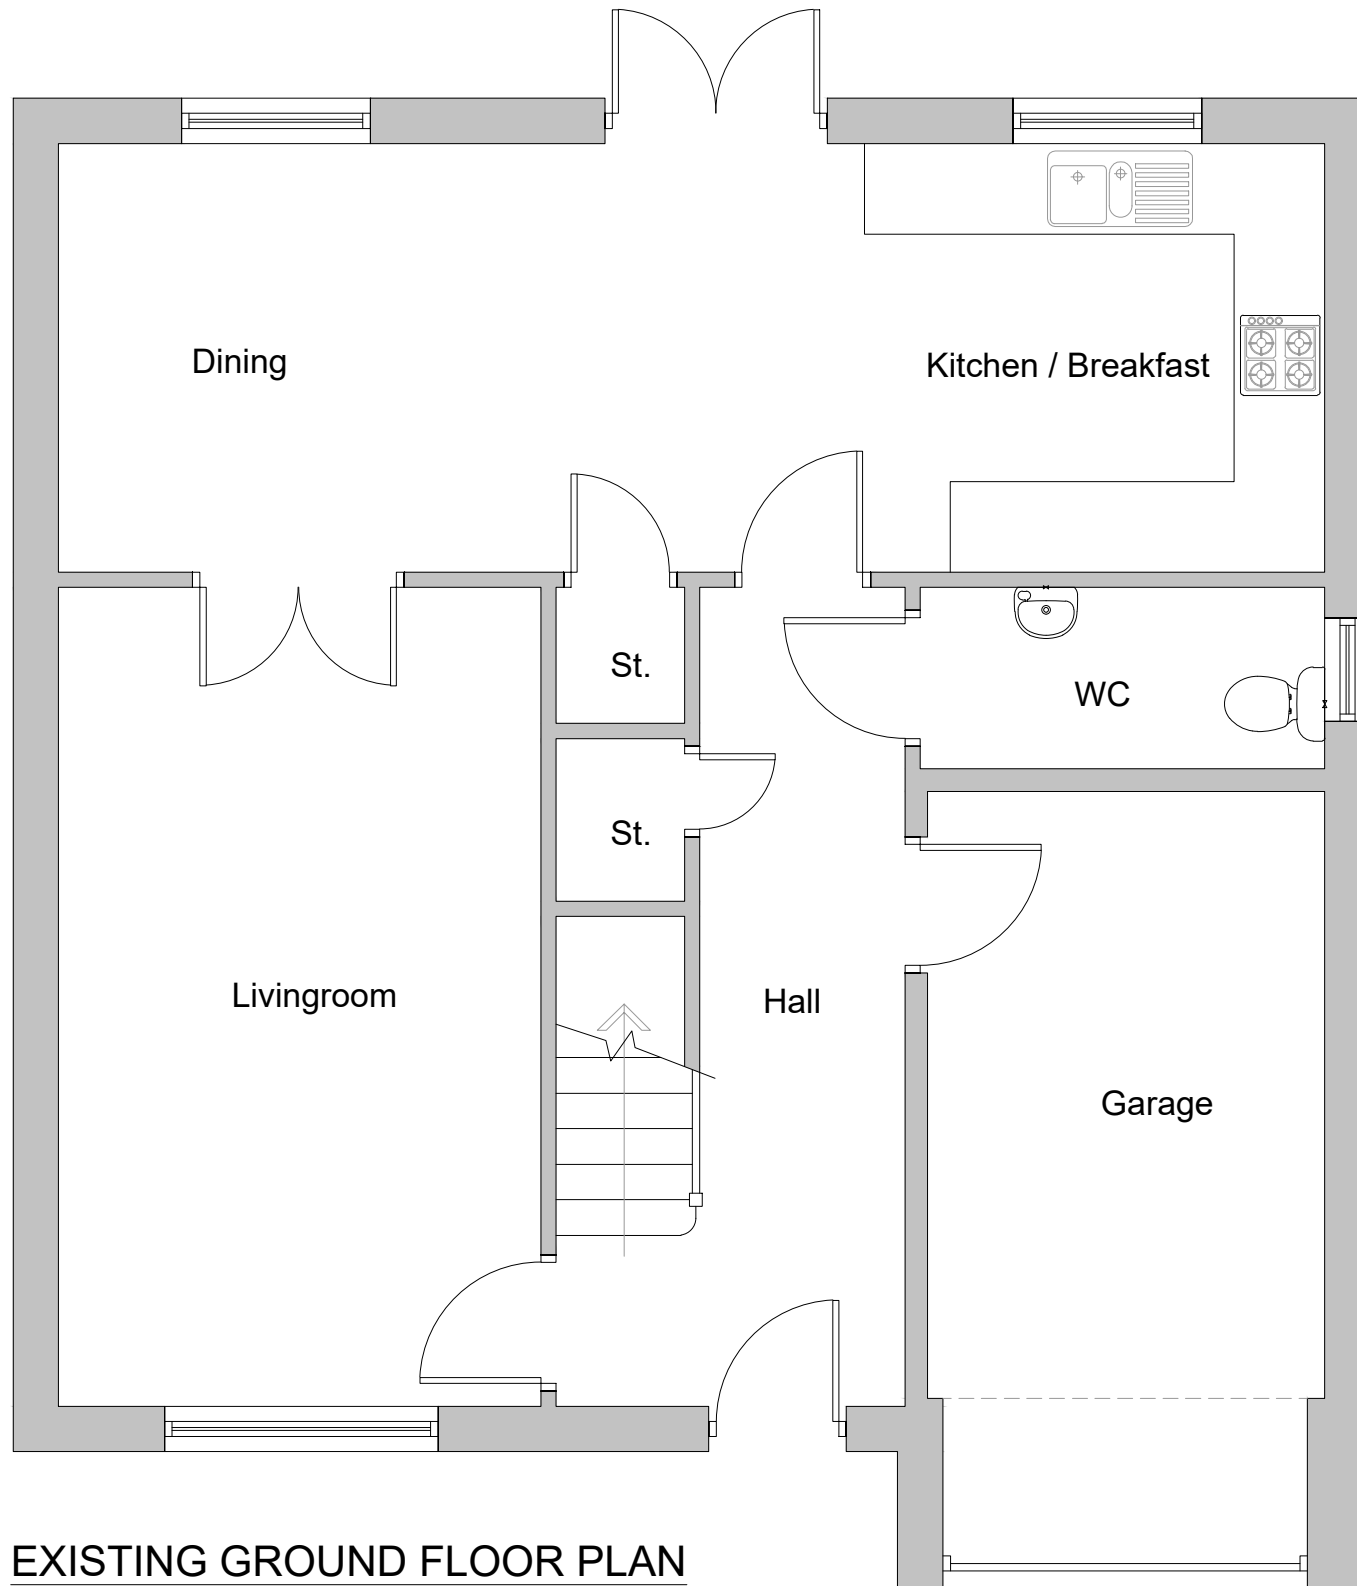 Dining
Kitchen / Breakfast
St.
WC
St.
Livingroom
Hall
Garage
EXISTING GROUND FLOOR PLAN